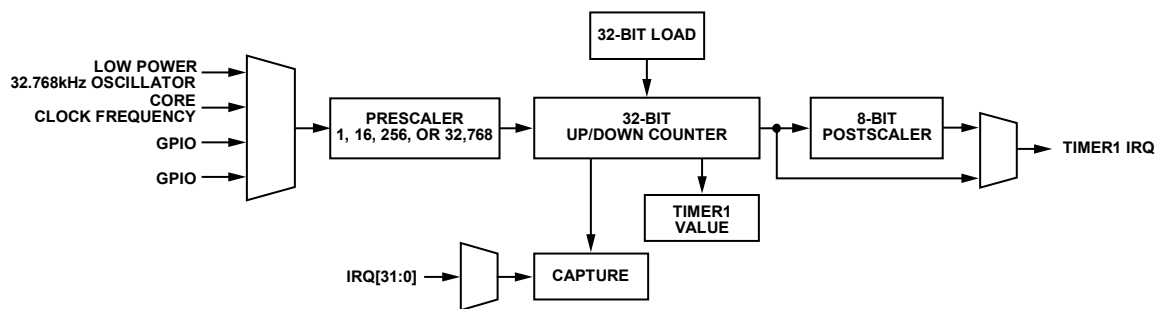 32-BIT LOAD
LOW POWER
32.768kHz OSCILLATOR
CORE
CLOCK FREQUENCY
GPIO
GPIO
PRESCALER
1, 16, 256, OR 32,768
32-BIT
UP/DOWN COUNTER
8-BIT
POSTSCALER
TIMER1 IRQ
TIMER1
VALUE
IRQ[31:0]
CAPTURE